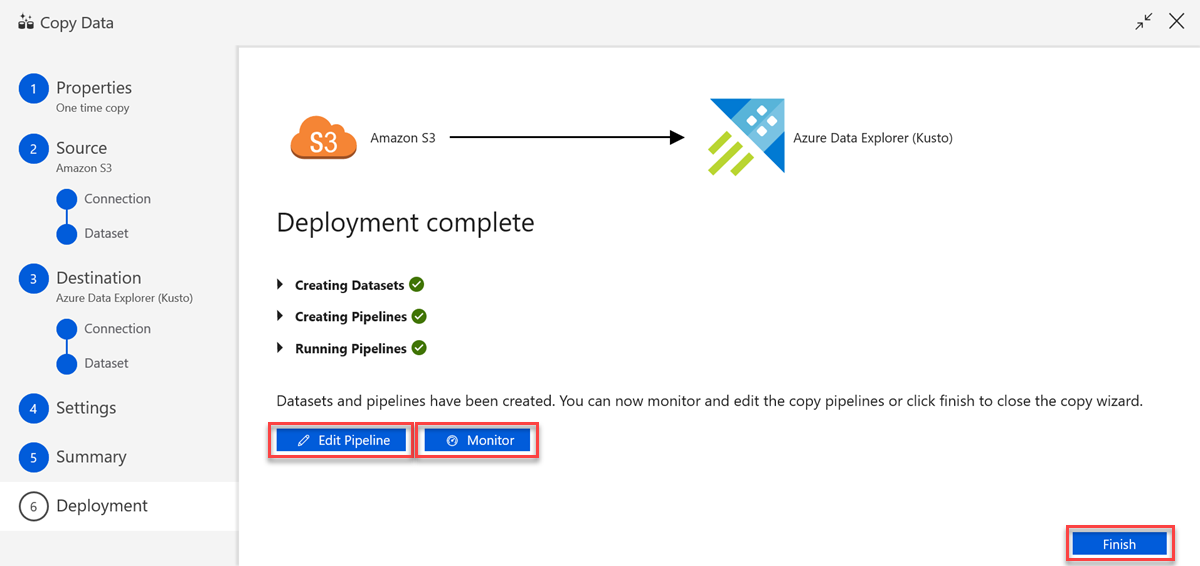 Copy Data
1 Properties
One time copy
2 Source
Amazon S3
Connection
Dataset
3 Destination
Azure Data Explorer (Kusto)
Connection
Dataset
4 Settings
5 Summary
6 Deployment
S3 Amazon S3 Azure Data Explorer (Kusto)
Deployment complete
Creating Datasets
Creating Pipelines
Running Pipelines
Datasets and pipelines have been created. You can now monitor and edit the copy pipelines or click finish to close the copy wizard.
Edit Pipeline Monitor
Finish